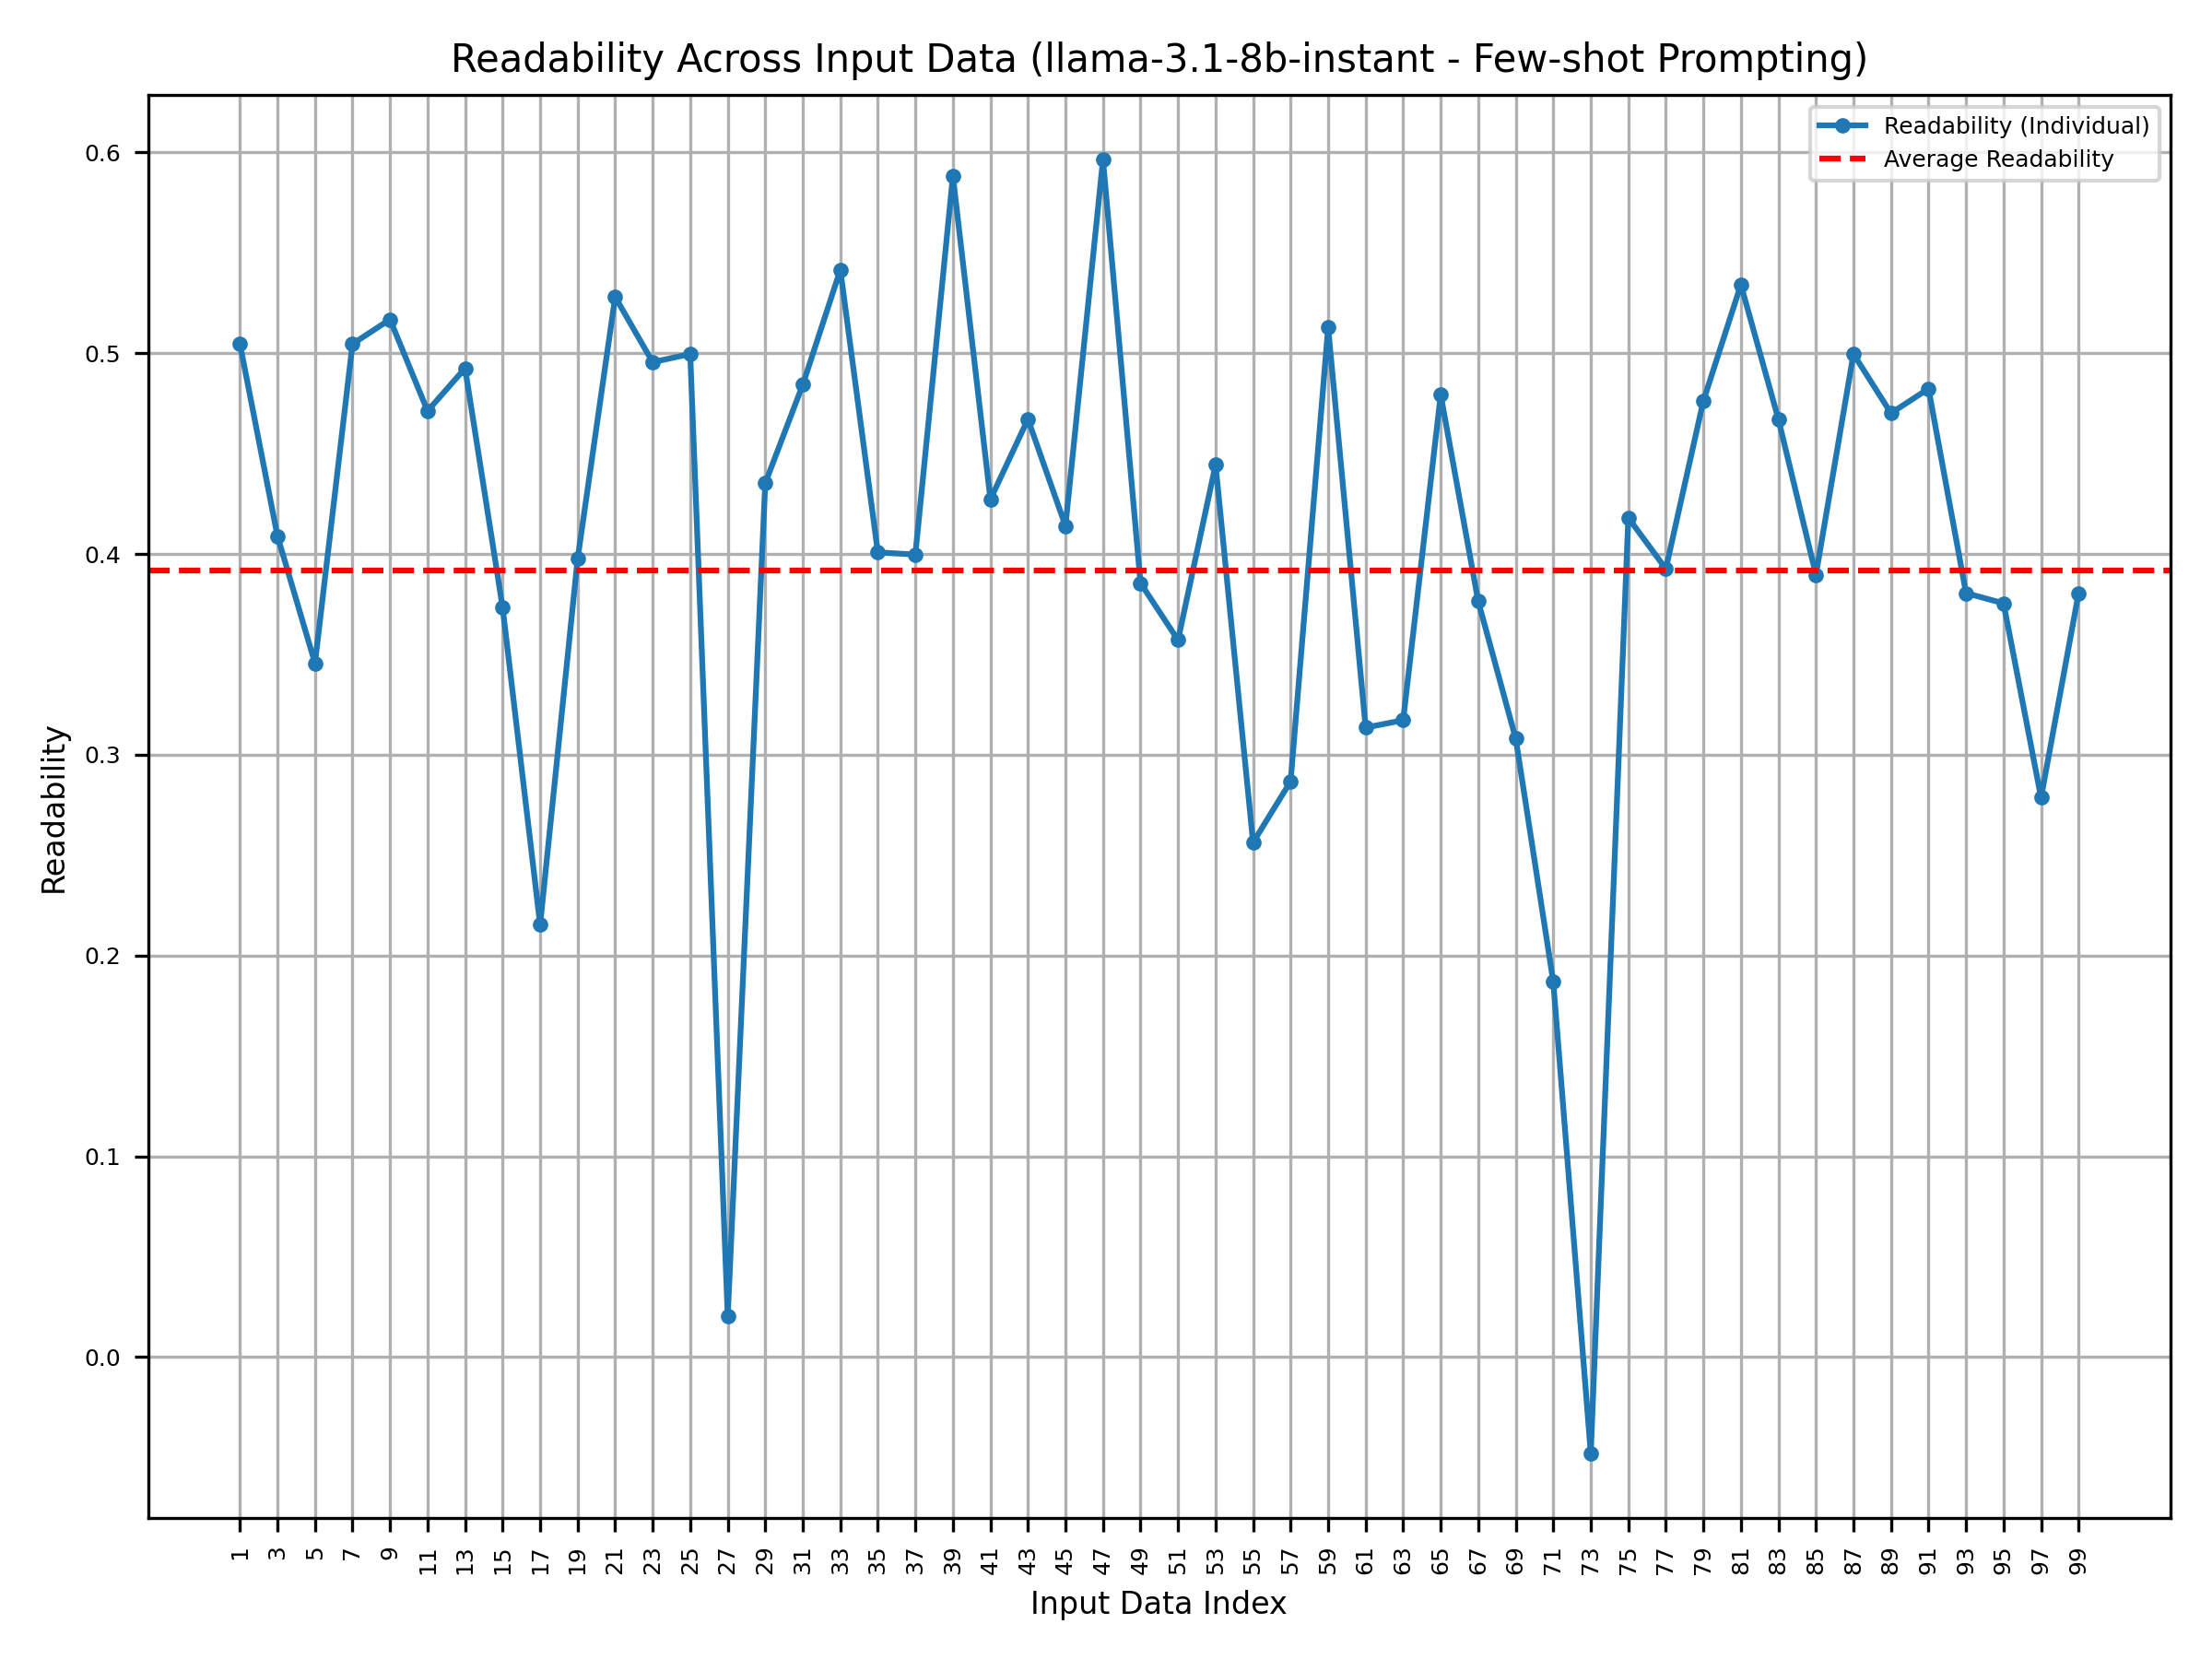 Readability Across Input Data (llama-3.1-8b-instant - Few-shot Prompting)
Readability (Individual)
Average Readability
0.6
0.5
0.4
0.3
0.2
0.1
0.0
Readability
1 3 5 7 9 11 13 15 17 19 21 23 25 27 29 31 33 35 37 39 41 43 45 47 49 51 53 55 57 59 61 63 65 67 69 71 73 75 77 79 81 83 85 87 89 91 93 95 97 99
Input Data Index